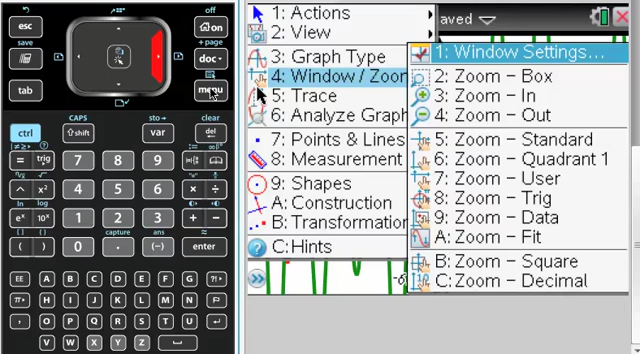 esc
save
tab
off
on
+ page
doc
menu
ctrl
CAPS
shift
sto→
var
clear
del
= trig 7 8 9
^ x² 4 5 6 × ÷
ln log
eˣ 10ˣ 1 2 3 + −
capture ans
( ) 0 . (−) enter
EE A B C D E F G
π H I J K L M N
, O P Q R S T U
V W X Y Z
1: Actions
2: View
3: Graph Type
4: Window / Zoom
5: Trace
6: Analyze Graph
7: Points & Lines
8: Measurement
9: Shapes
A: Construction
B: Transformation
C: Hints
aved
1: Window Settings...
2: Zoom – Box
3: Zoom – In
4: Zoom – Out
5: Zoom – Standard
6: Zoom – Quadrant 1
7: Zoom – User
8: Zoom – Trig
9: Zoom – Data
A: Zoom – Fit
B: Zoom – Square
C: Zoom – Decimal